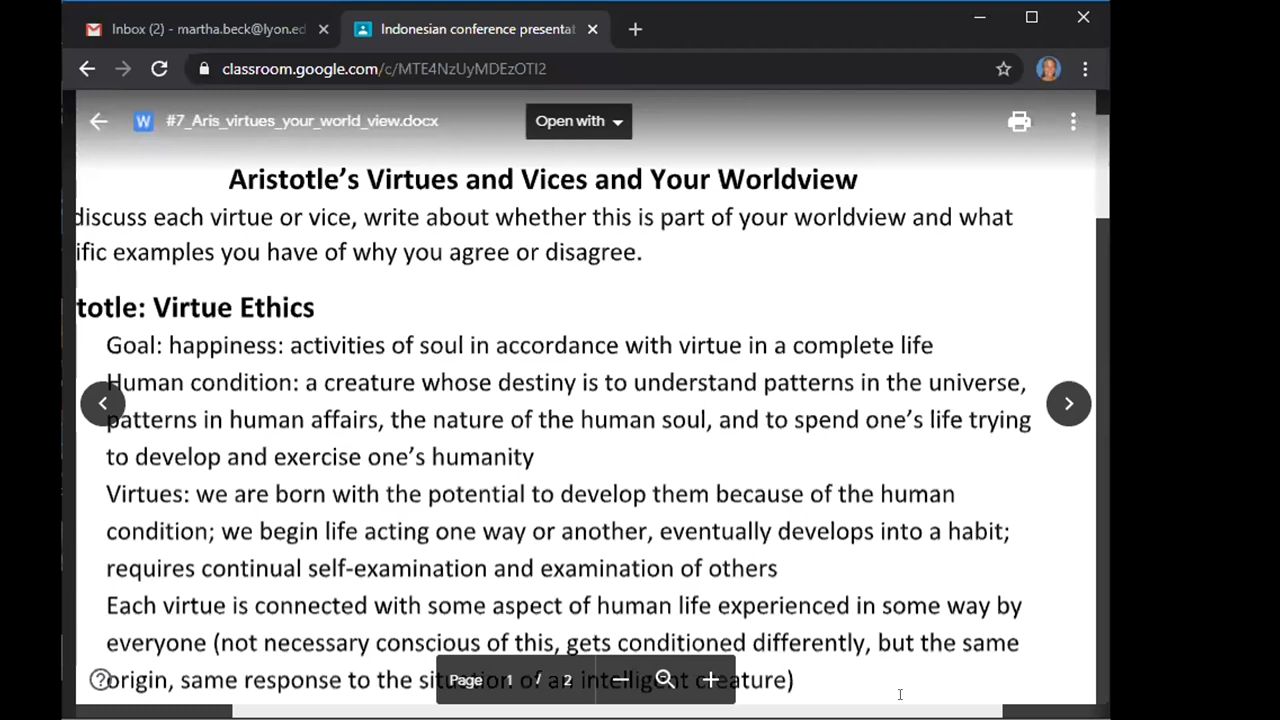 Inbox (2) - martha.beck@lyon.ed
Indonesian conference presentat
classroom.google.com/c/MTE4NzUyMDEzOTI2
#7_Aris_virtues_your_world_view.docx
Open with
Aristotle's Virtues and Vices and Your Worldview
discuss each virtue or vice, write about whether this is part of your worldview and what
ific examples you have of why you agree or disagree.
totle: Virtue Ethics
Goal: happiness: activities of soul in accordance with virtue in a complete life
Human condition: a creature whose destiny is to understand patterns in the universe,
patterns in human affairs, the nature of the human soul, and to spend one's life trying
to develop and exercise one's humanity
Virtues: we are born with the potential to develop them because of the human
condition; we begin life acting one way or another, eventually develops into a habit;
requires continual self-examination and examination of others
Each virtue is connected with some aspect of human life experienced in some way by
everyone (not necessary conscious of this, gets conditioned differently, but the same
origin, same response to the situation of an intelligent creature)
Page 1 / 2